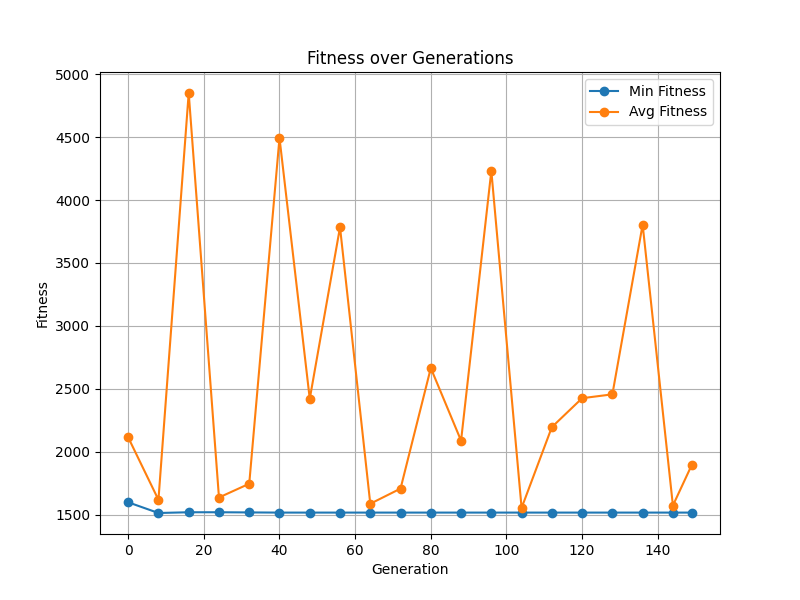 Fitness over Generations
Min Fitness
Avg Fitness
5000
4500
4000
3500
3000
2500
2000
1500
Fitness
0 20 40 60 80 100 120 140
Generation